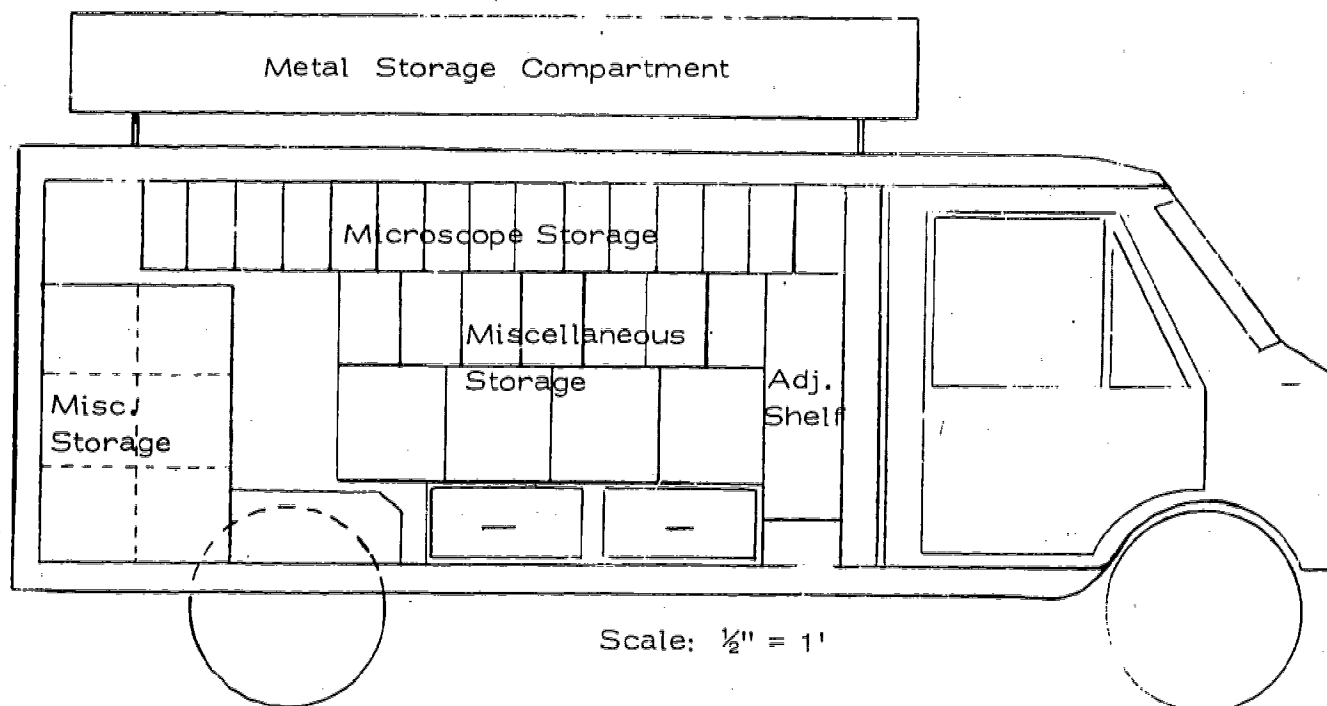 Metal Storage Compartment
Microscope Storage
Miscellaneous
Storage
Adj.
Shelf
Misc.
Storage
Scale: ½" = 1'